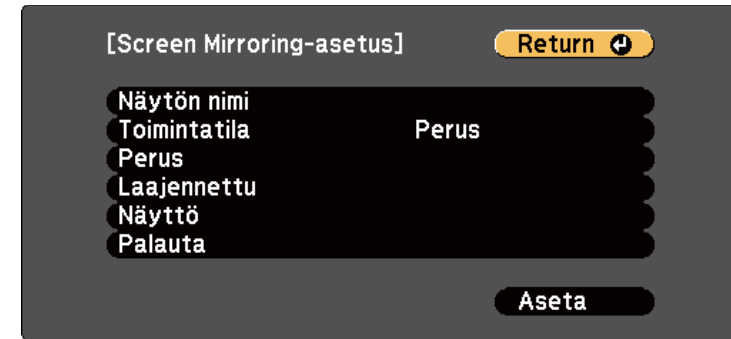 [Screen Mirroring-asetus] Return
Näytön nimi
Toimintatila Perus
Perus
Laajennettu
Näyttö
Palauta
Aseta